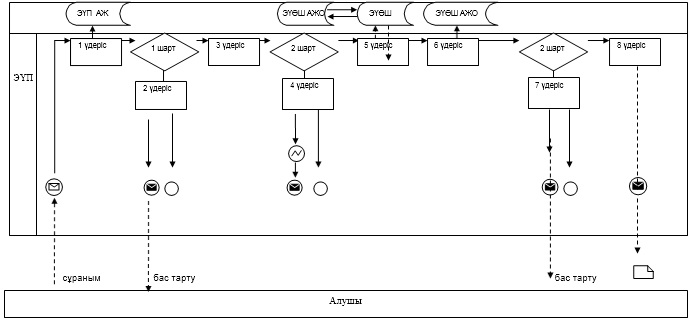 ЭҮП АЖ
ЭҮӨШ АЖО
ЭҮӨШ
ЭҮӨШ АЖО
1 үдеріс
1 шарт
3 үдеріс
2 шарт
5 үдеріс
6 үдеріс
2 шарт
8 үдеріс
ЭҮП
2 үдеріс
4 үдеріс
7 үдеріс
сұраным
бас тарту
бас тарту
Алушы